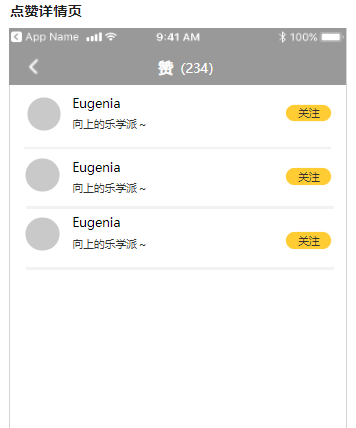 点赞详情页
App Name 9:41 AM 100%
赞 (234)
Eugenia
向上的乐学派~
关注
Eugenia
向上的乐学派~
关注
Eugenia
向上的乐学派~
关注